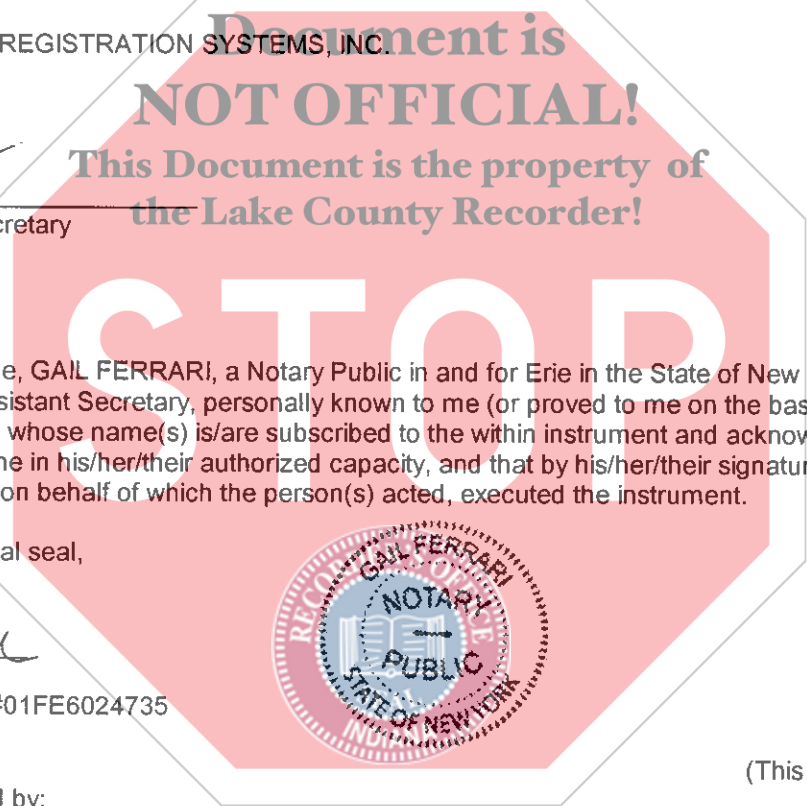 REGISTRATION SYSTEMS, INC.
Document is
NOT OFFICIAL!
This Document is the property of
the Lake County Recorder!
cretary
STOP
e, GAIL FERRARI, a Notary Public in and for Erie in the State of New
sistant Secretary, personally known to me (or proved to me on the bas
whose name(s) is/are subscribed to the within instrument and acknow
ne in his/her/their authorized capacity, and that by his/her/their signatur
on behalf of which the person(s) acted, executed the instrument.
al seal,
GAIL FERRARI
NOTARY
PUBLIC
STATE OF NEW YORK
RECORDER'S OFFICE
INDIANA
#01FE6024735
(This
d by: